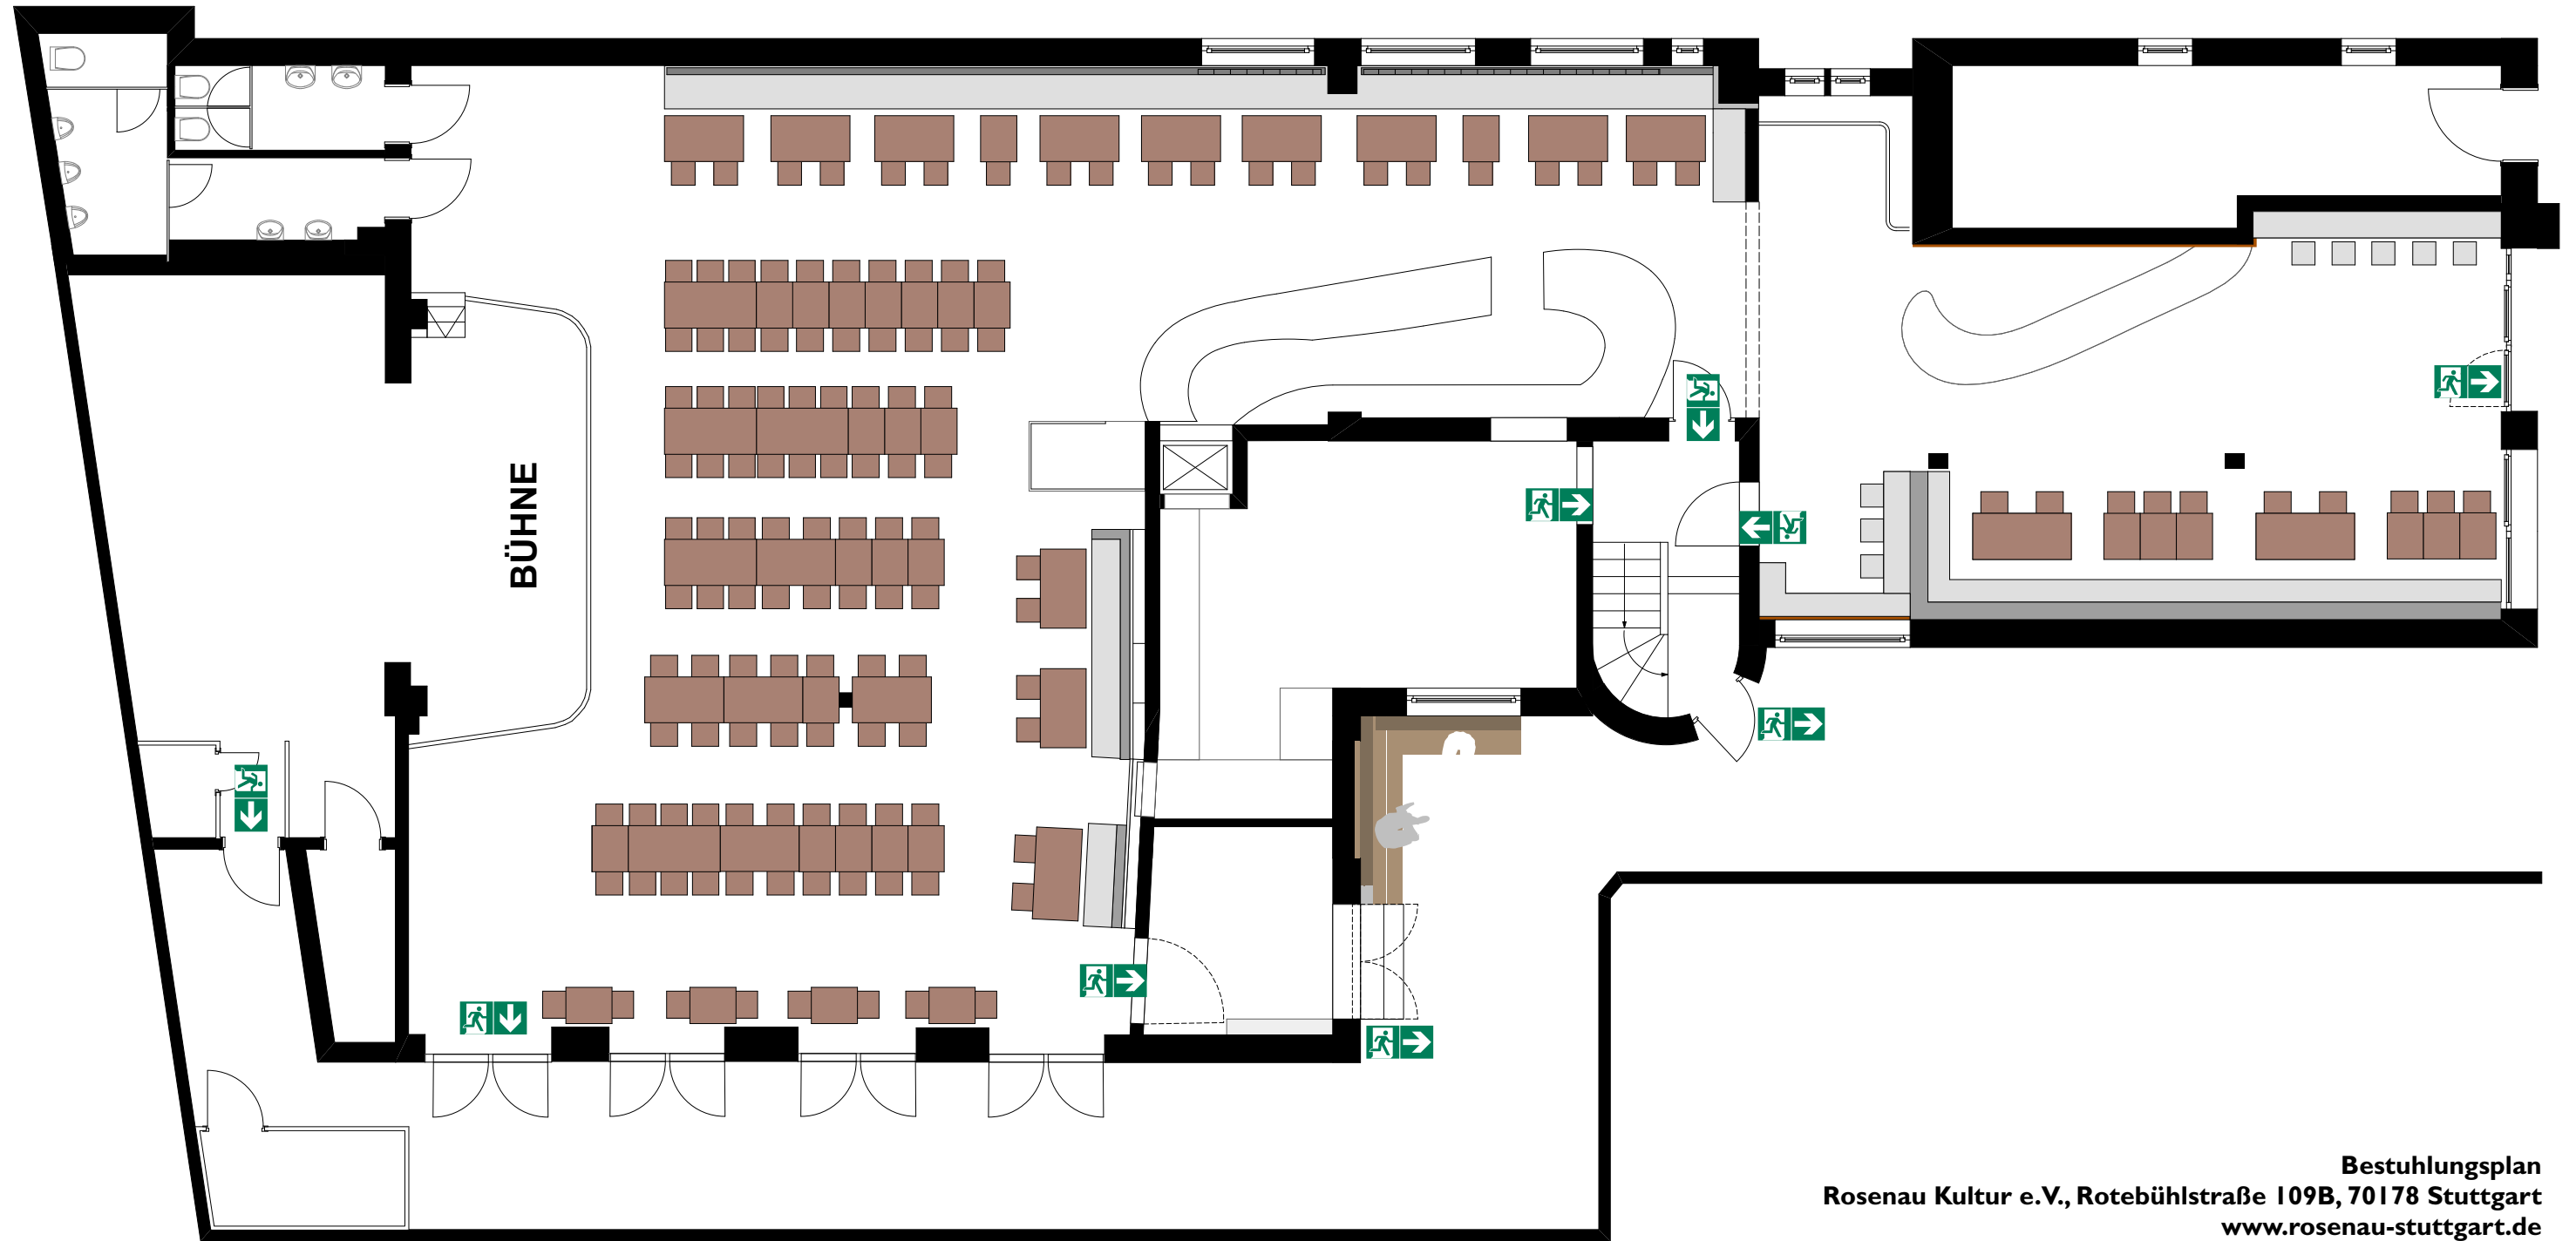 BÜHNE
Bestuhlungsplan
Rosenau Kultur e.V., Rotebühlstraße 109B, 70178 Stuttgart
www.rosenau-stuttgart.de